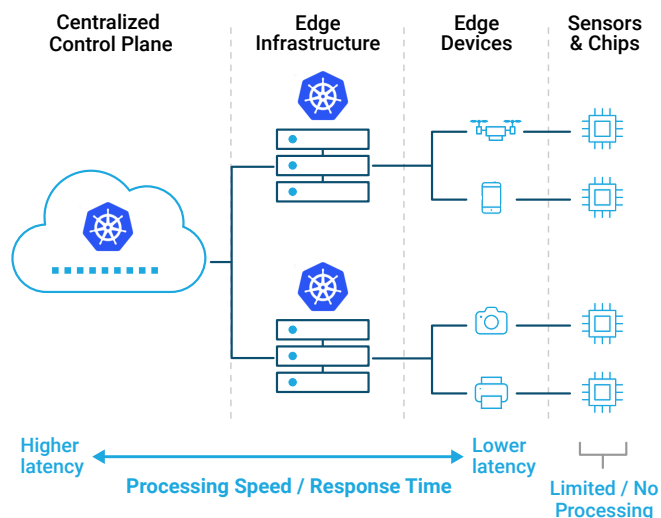 Centralized
Control Plane
Edge
Infrastructure
Edge
Devices
Sensors
& Chips
Higher
latency
Processing Speed / Response Time
Lower
latency
Limited / No
Processing